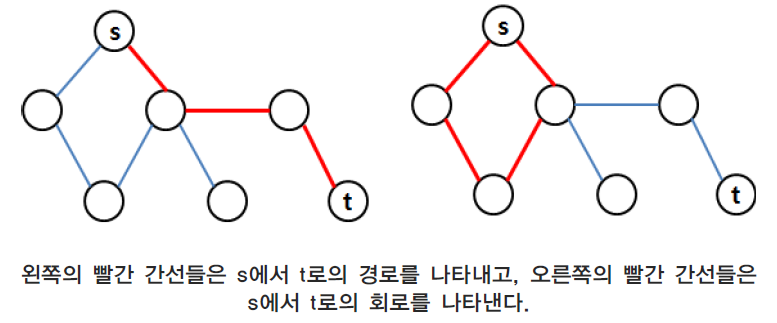 s s
t t
왼쪽의 빨간 간선들은 s에서 t로의 경로를 나타내고, 오른쪽의 빨간 간선들은
s에서 t로의 회로를 나타낸다.